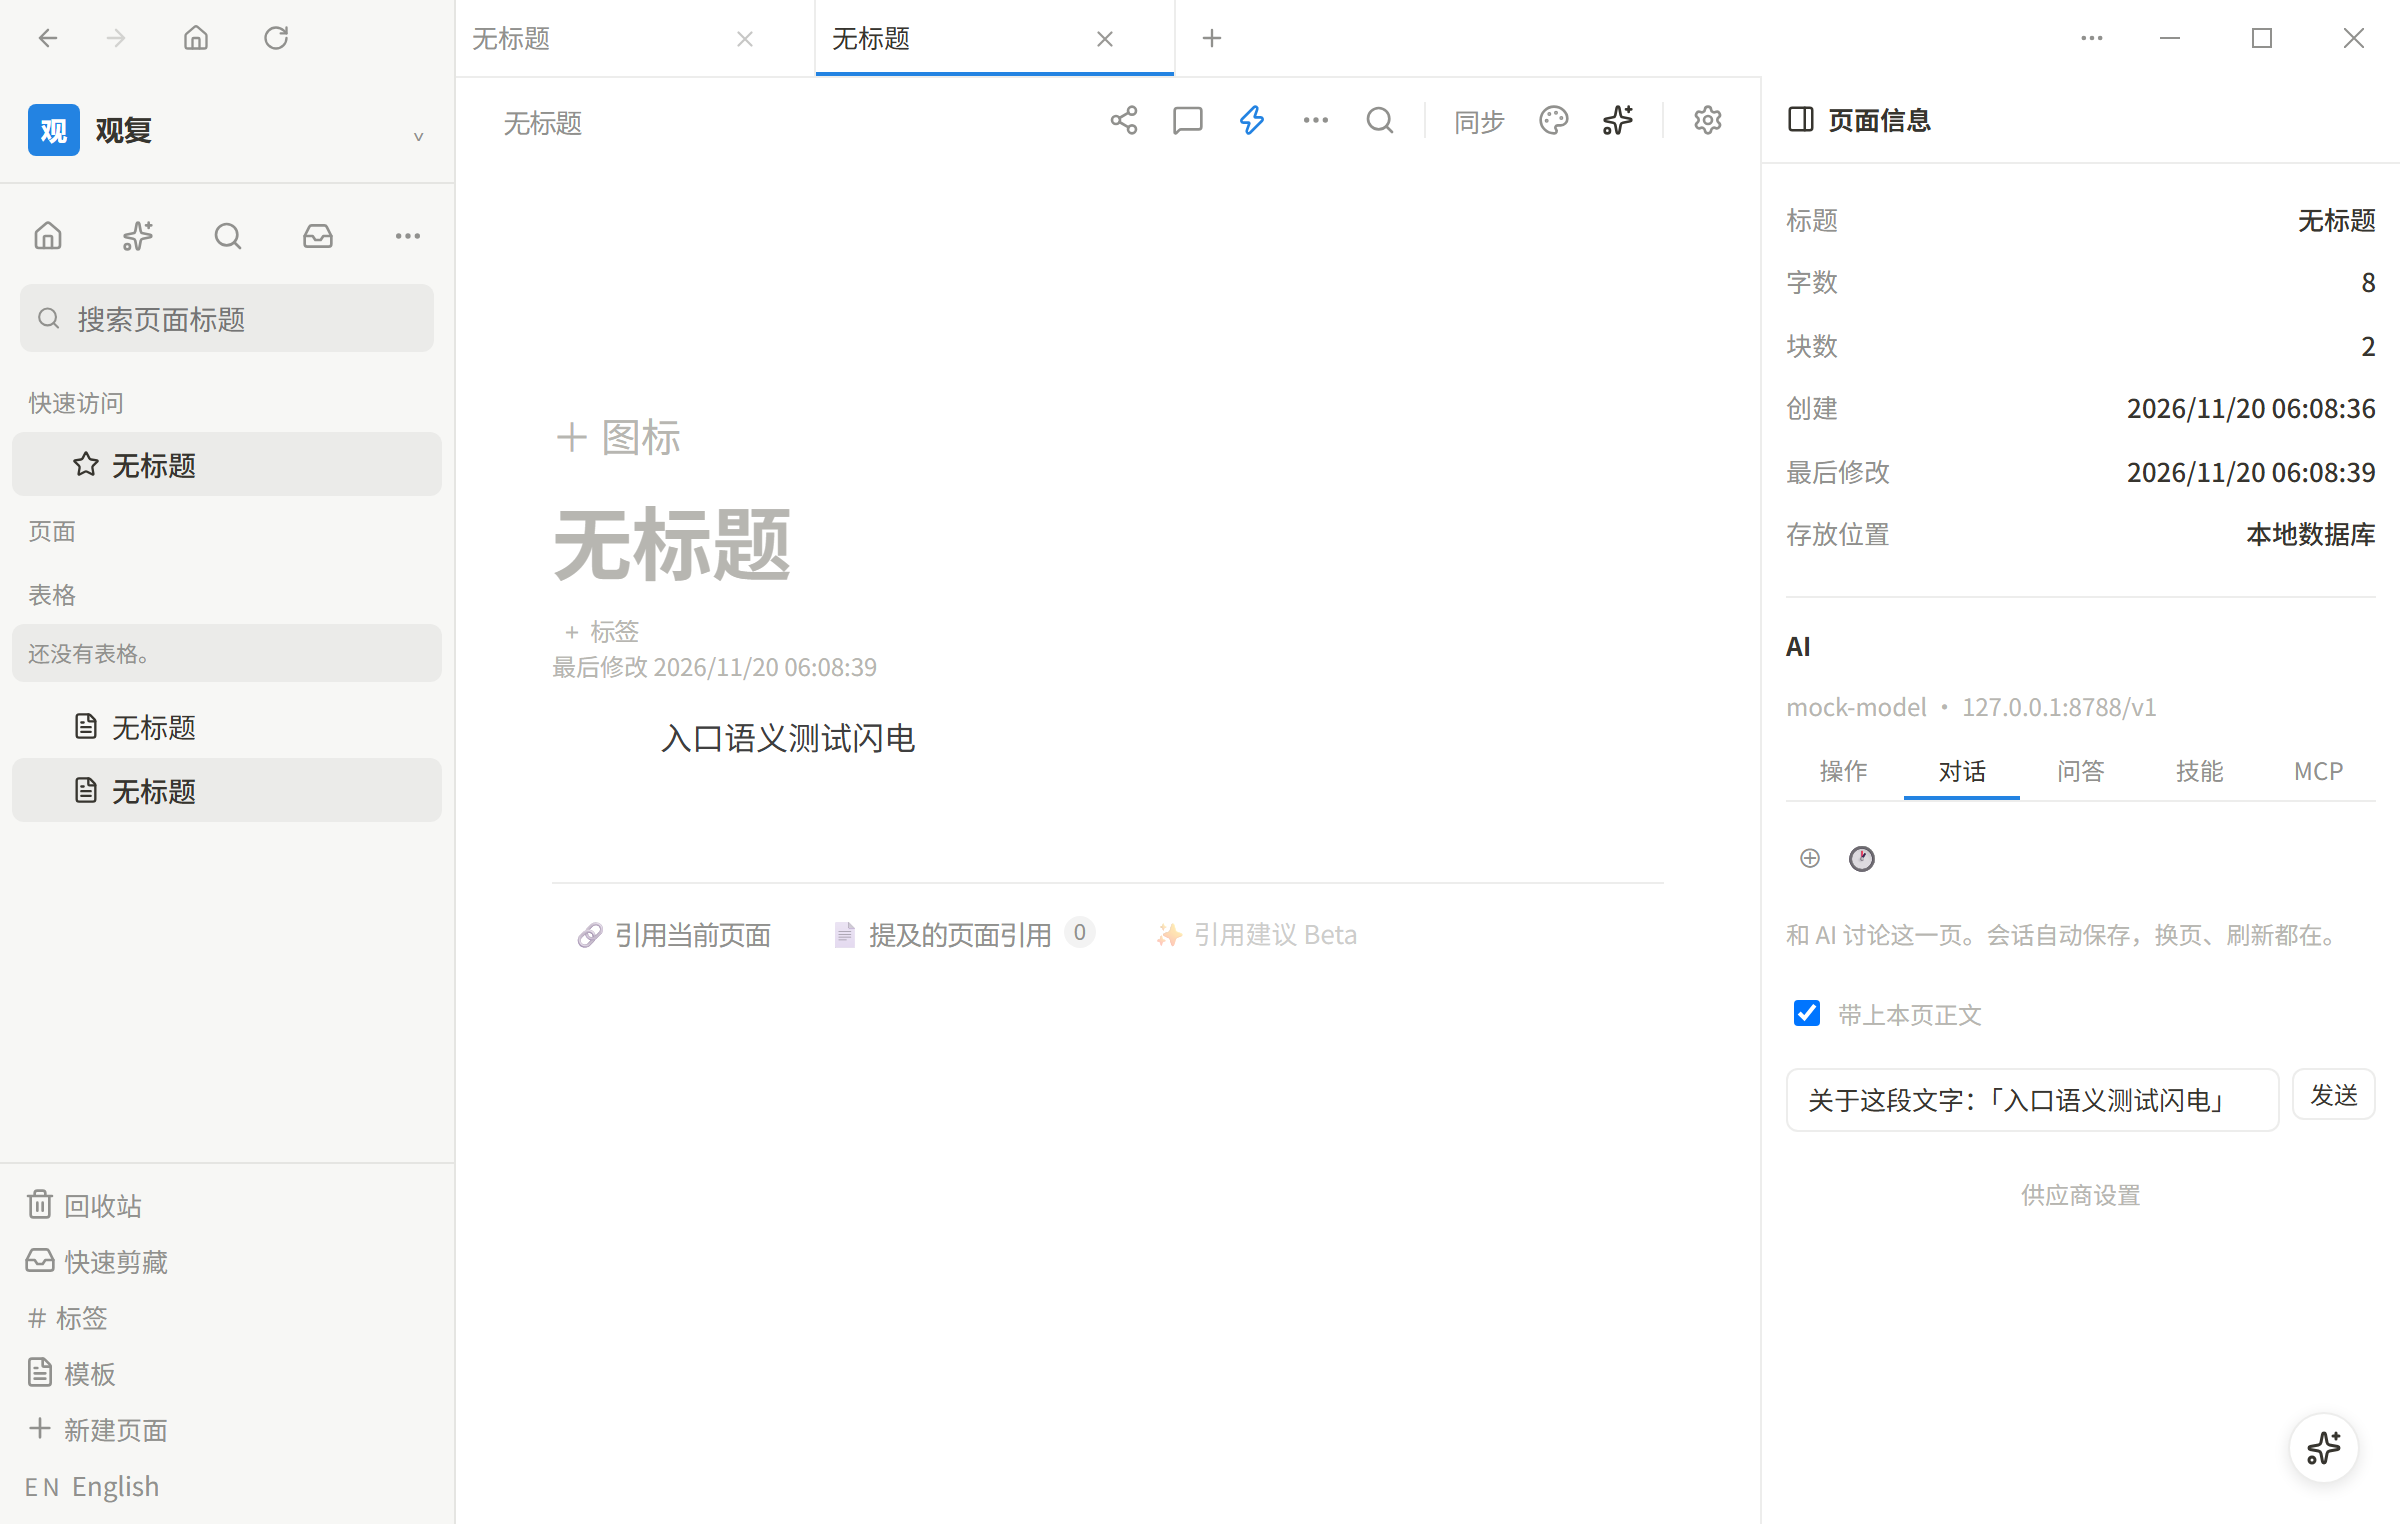 无标题
无标题
观 观复
搜索页面标题
快速访问
无标题
页面
表格
还没有表格。
无标题
无标题
回收站
快速剪藏
# 标签
模板
新建页面
EN English
无标题
同步
+ 图标
无标题
+ 标签
最后修改 2026/11/20 06:08:39
入口语义测试闪电
引用当前页面
提及的页面引用 0
引用建议 Beta
页面信息
标题 无标题
字数 8
块数 2
创建 2026/11/20 06:08:36
最后修改 2026/11/20 06:08:39
存放位置 本地数据库
AI
mock-model · 127.0.0.1:8788/v1
操作 对话 问答 技能 MCP
和 AI 讨论这一页。会话自动保存，换页、刷新都在。
带上本页正文
关于这段文字：「入口语义测试闪电」 发送
供应商设置